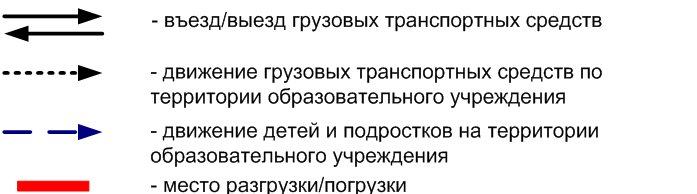 - въезд/выезд грузовых транспортных средств
- движение грузовых транспортных средств по
территории образовательного учреждения
- движение детей и подростков на территории
образовательного учреждения
- место разгрузки/погрузки